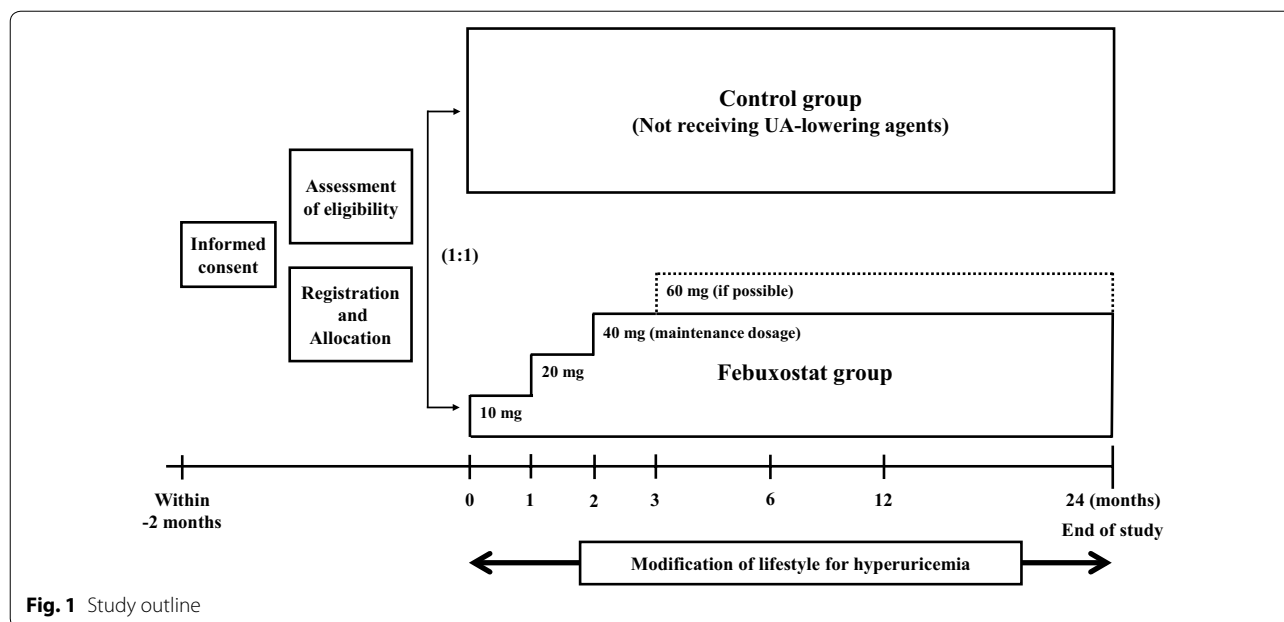 Control group
(Not receiving UA-lowering agents)
Assessment
of eligibility
Informed
consent
(1:1)
Registration
and
Allocation
60 mg (if possible)
40 mg (maintenance dosage)
20 mg
Febuxostat group
10 mg
Within
-2 months
0 1 2 3 6 12 24 (months)
End of study
Modification of lifestyle for hyperuricemia
Fig. 1 Study outline